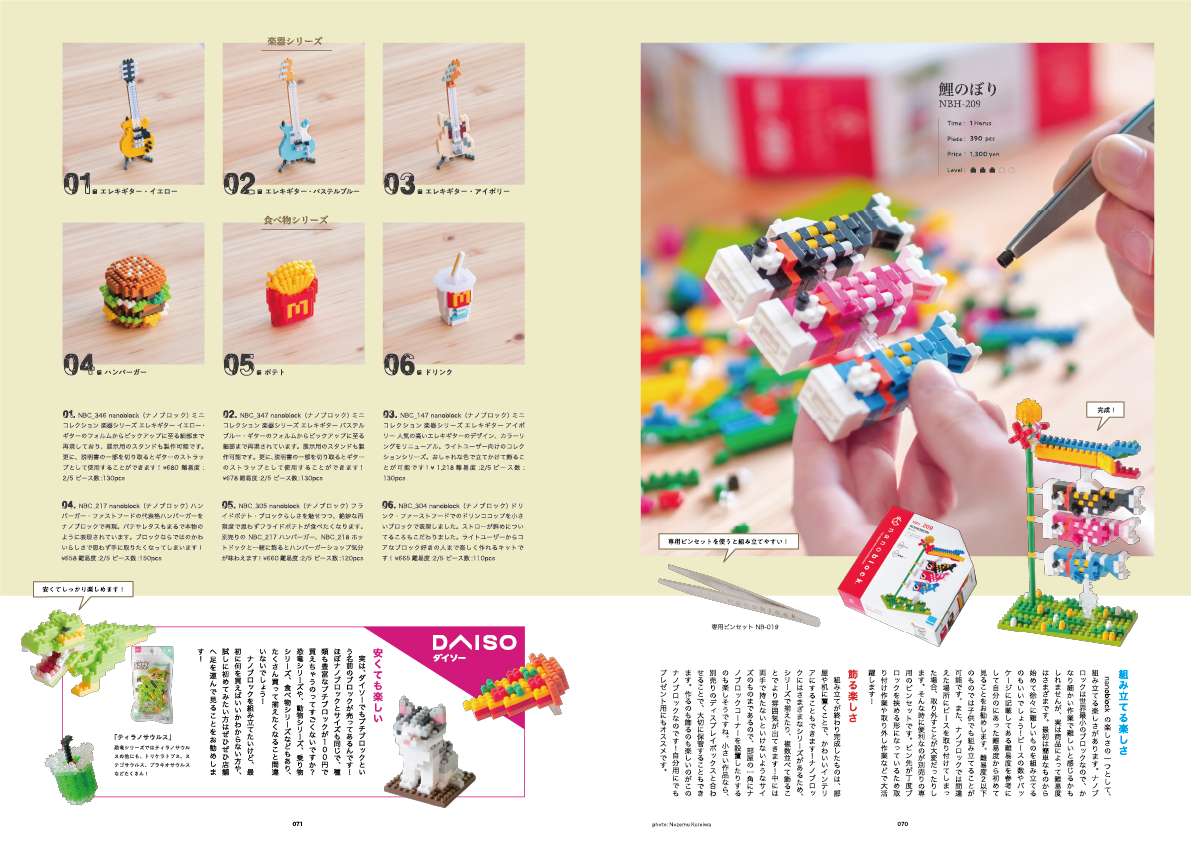 鯉のぼり
NBH-209
Time : 1 Horus
Piece : 390 pcs
Price : 1,300 yen
Level :
完成！
専用ピンセットを使うと組み立てやすい！
NBH_209
nanoblock
専用ピンセット NB-019
組み立てる楽しさ
nanoblockの楽しさの一つとして、
組み立てる楽しさがあります。ナノブ
ロックは世界最小のブロックなので、か
なり細かい作業で難しいと感じるかも
しれませんが、実は商品によって難易度
はさまざまです。最初は簡単なものから
始めて徐々に難しいものを組み立てる
のもいいでしょう！ピースの数やパッ
ケージに記載してある難易度を参考に
し自分のにあった難易度から初めて
見ることをお勧めします。難易度2以下
のものでは子供でも組み立てることが
可能です。また、ナノブロックでは間違
えた場所にピースを取り付けてしまっ
た場合、取り外すことが大変だったりし
ます。そんな時に便利なのが別売りの専
用のピンセットです。ピン先が丁度ブ
ロックを挟める形になっているため取
り付け作業や取り外し作業などで大活
躍します！
飾る楽しさ
組み立てが終わり完成したものは、部
屋や机に置くことで、かわいいインテリ
アにすることもできます！ナノブロッ
クにはさまざまなシリーズがあるため、
シリーズで揃えたり、複数並べて飾るこ
とでより雰囲気が出てきます！中には
両手で持たないといけないようなサイ
ズのものまであるので、部屋の一角にナ
ノブロックコーナーを設置したりする
のも楽しそうですね。小さい作品なら、
別売りのディスプレイボックスと合わ
せることで、大切に保管することもでき
ます。作るのも飾るのも楽しいのがこの
ナノブロックなのです！自分用にでも
プレゼント用にもオススメです。
photo: Nozomu Kuraiwa
070
楽器シリーズ
01 エレキギター・イエロー
02 エレキギター・パステルブルー
03 エレキギター・アイボリー
食べ物シリーズ
04 ハンバーガー
05 ポテト
06 ドリンク
01. NBC_346 nanoblock（ナノブロック）ミニ
コレクション 楽器シリーズ エレキギター イエロー・
ギターのフォルムからピックアップに至る細部まで
再現しており、展示用のスタンドも製作可能です。
更に、説明書の一部を切り取るとギターのストラッ
プとして使用することができます！¥680 難易度 :
2/5 ピース数 :130pcs
02. NBC_347 nanoblock（ナノブロック）ミニ
コレクション 楽器シリーズ エレキギター パステル
ブルー・ギターのフォルムからピックアップに至る
細部まで再現されています。展示用のスタンドも製
作可能です。更に、説明書の一部を切り取るとギター
のストラップとして使用することができます！
¥678 難易度 :2/5 ピース数 :130pcs
03. NBC_147 nanoblock（ナノブロック）ミニ
コレクション 楽器シリーズ エレキギター アイボ
リー 人気の高いエレキギターのデザイン、カラーリ
ングをリニューアル。ライトユーザー向けのコレク
ションシリーズ。おしゃれな色で立てかけて飾るこ
とが可能です！¥ 1,218 難易度 :2/5 ピース数 :
130pcs
04. NBC_217 nanoblock（ナノブロック）ハン
バーガー・ファストフードの代表格ハンバーガーを
ナノブロックで再現。パテやレタスもまるで本物の
ように表現されています。ブロックならではのかわ
いらしさで思わず手に取りたくなってしまいます！
¥658 難易度 :2/5 ピース数 :150pcs
05. NBC_305 nanoblock（ナノブロック）フラ
イドポテト・ブロックらしさを魅せつつ、絶妙な再
現度で思わずフライドポテトが食べたくなります。
別売りの NBC_217 ハンバーガー、NBC_218 ホッ
トドックと一緒に飾るとハンバーガーショップ気分
が味わえます！¥660 難易度 :2/5 ピース数 :120pcs
06. NBC_304 nanoblock（ナノブロック）ドリ
ンク・ファーストフードでのドリンコップを小さ
いブロックで表現しました。ストローが斜めについ
てるころもこだわりました。ライトユーザーからコ
アなブロック好きの人まで楽しく作れるキットで
す！¥665 難易度 :2/5 ピース数 :110pcs
安くてしっかり楽しめます！
DAISO
ダイソー
安くても楽しい
実は、ダイソーでもプチブロックとい
う名前のブロックが売ってあるんです！
ほぼナノブロックとサイズも同じで、種
類も豊富なプチブロックが１００円で
買えちゃうのってすごくないですか？
恐竜シリーズや、動物シリーズ、乗り物
シリーズ、食べ物シリーズなどもあり、
たくさん買って揃えたくなること間違
いないでしょう！
ナノブロックを組み立てたいけど、最
初に何を買えばいいかわからない方や、
試しに初めてみたい方はぜひぜひ店舗
へ足を運んで見ることをお勧めしま
す！
「ティラノサウルス」
恐竜シリーズではティラノサウル
スの他にも、トリケラトプス、ス
テゴサウルス、ブラキオサウルス
などたくさん！
071